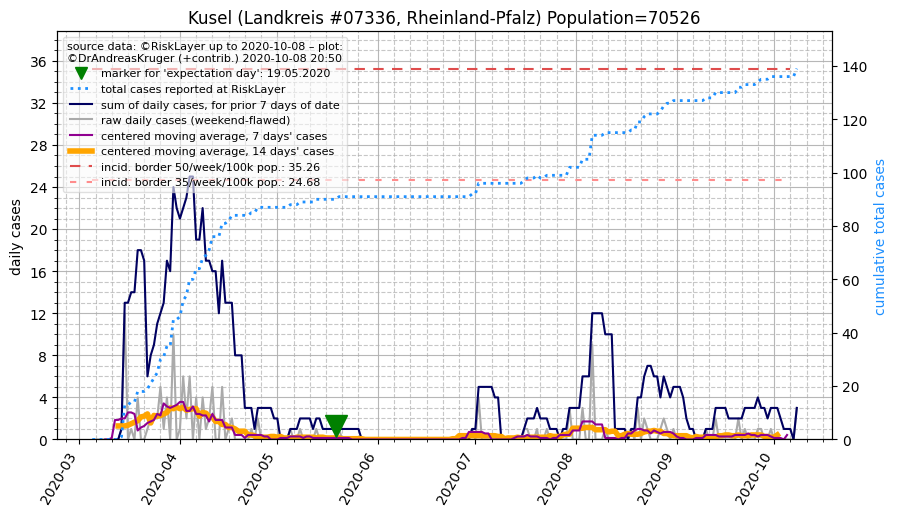 Kusel (Landkreis #07336, Rheinland-Pfalz) Population=70526
source data: ©RiskLayer up to 2020-10-08 – plot:
©DrAndreasKruger (+contrib.) 2020-10-08 20:50
marker for 'expectation day': 19.05.2020
total cases reported at RiskLayer
sum of daily cases, for prior 7 days of date
raw daily cases (weekend-flawed)
centered moving average, 7 days' cases
centered moving average, 14 days' cases
incid. border 50/week/100k pop.: 35.26
incid. border 35/week/100k pop.: 24.68
daily cases
36
32
28
24
20
16
12
8
4
0
cumulative total cases
140
120
100
80
60
40
20
0
2020-03
2020-04
2020-05
2020-06
2020-07
2020-08
2020-09
2020-10